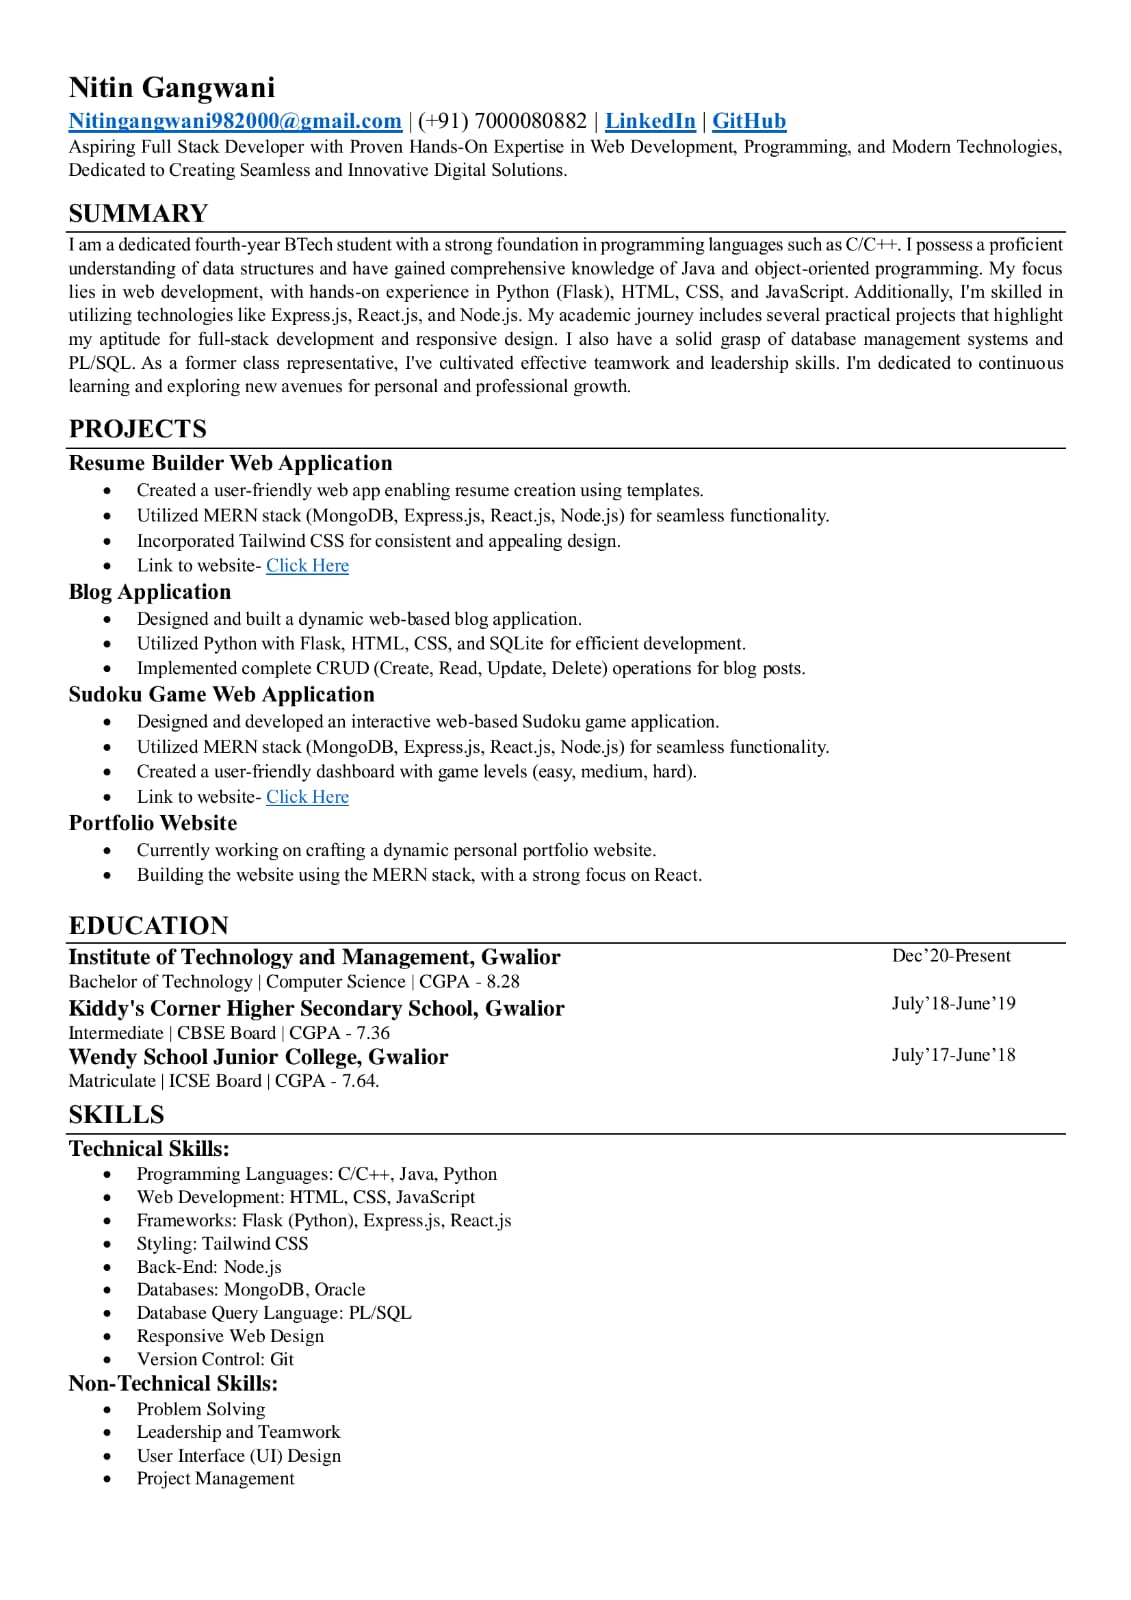 Nitin Gangwani
Nitingangwani982000@gmail.com | (+91) 7000080882 | LinkedIn | GitHub
Aspiring Full Stack Developer with Proven Hands-On Expertise in Web Development, Programming, and Modern Technologies,
Dedicated to Creating Seamless and Innovative Digital Solutions.
SUMMARY
I am a dedicated fourth-year BTech student with a strong foundation in programming languages such as C/C++. I possess a proficient
understanding of data structures and have gained comprehensive knowledge of Java and object-oriented programming. My focus
lies in web development, with hands-on experience in Python (Flask), HTML, CSS, and JavaScript. Additionally, I'm skilled in
utilizing technologies like Express.js, React.js, and Node.js. My academic journey includes several practical projects that highlight
my aptitude for full-stack development and responsive design. I also have a solid grasp of database management systems and
PL/SQL. As a former class representative, I've cultivated effective teamwork and leadership skills. I'm dedicated to continuous
learning and exploring new avenues for personal and professional growth.
PROJECTS
Resume Builder Web Application
• Created a user-friendly web app enabling resume creation using templates.
• Utilized MERN stack (MongoDB, Express.js, React.js, Node.js) for seamless functionality.
• Incorporated Tailwind CSS for consistent and appealing design.
• Link to website- Click Here
Blog Application
• Designed and built a dynamic web-based blog application.
• Utilized Python with Flask, HTML, CSS, and SQLite for efficient development.
• Implemented complete CRUD (Create, Read, Update, Delete) operations for blog posts.
Sudoku Game Web Application
• Designed and developed an interactive web-based Sudoku game application.
• Utilized MERN stack (MongoDB, Express.js, React.js, Node.js) for seamless functionality.
• Created a user-friendly dashboard with game levels (easy, medium, hard).
• Link to website- Click Here
Portfolio Website
• Currently working on crafting a dynamic personal portfolio website.
• Building the website using the MERN stack, with a strong focus on React.
EDUCATION
Institute of Technology and Management, Gwalior Dec’20-Present
Bachelor of Technology | Computer Science | CGPA - 8.28
Kiddy's Corner Higher Secondary School, Gwalior July’18-June’19
Intermediate | CBSE Board | CGPA - 7.36
Wendy School Junior College, Gwalior July’17-June’18
Matriculate | ICSE Board | CGPA - 7.64.
SKILLS
Technical Skills:
• Programming Languages: C/C++, Java, Python
• Web Development: HTML, CSS, JavaScript
• Frameworks: Flask (Python), Express.js, React.js
• Styling: Tailwind CSS
• Back-End: Node.js
• Databases: MongoDB, Oracle
• Database Query Language: PL/SQL
• Responsive Web Design
• Version Control: Git
Non-Technical Skills:
• Problem Solving
• Leadership and Teamwork
• User Interface (UI) Design
• Project Management